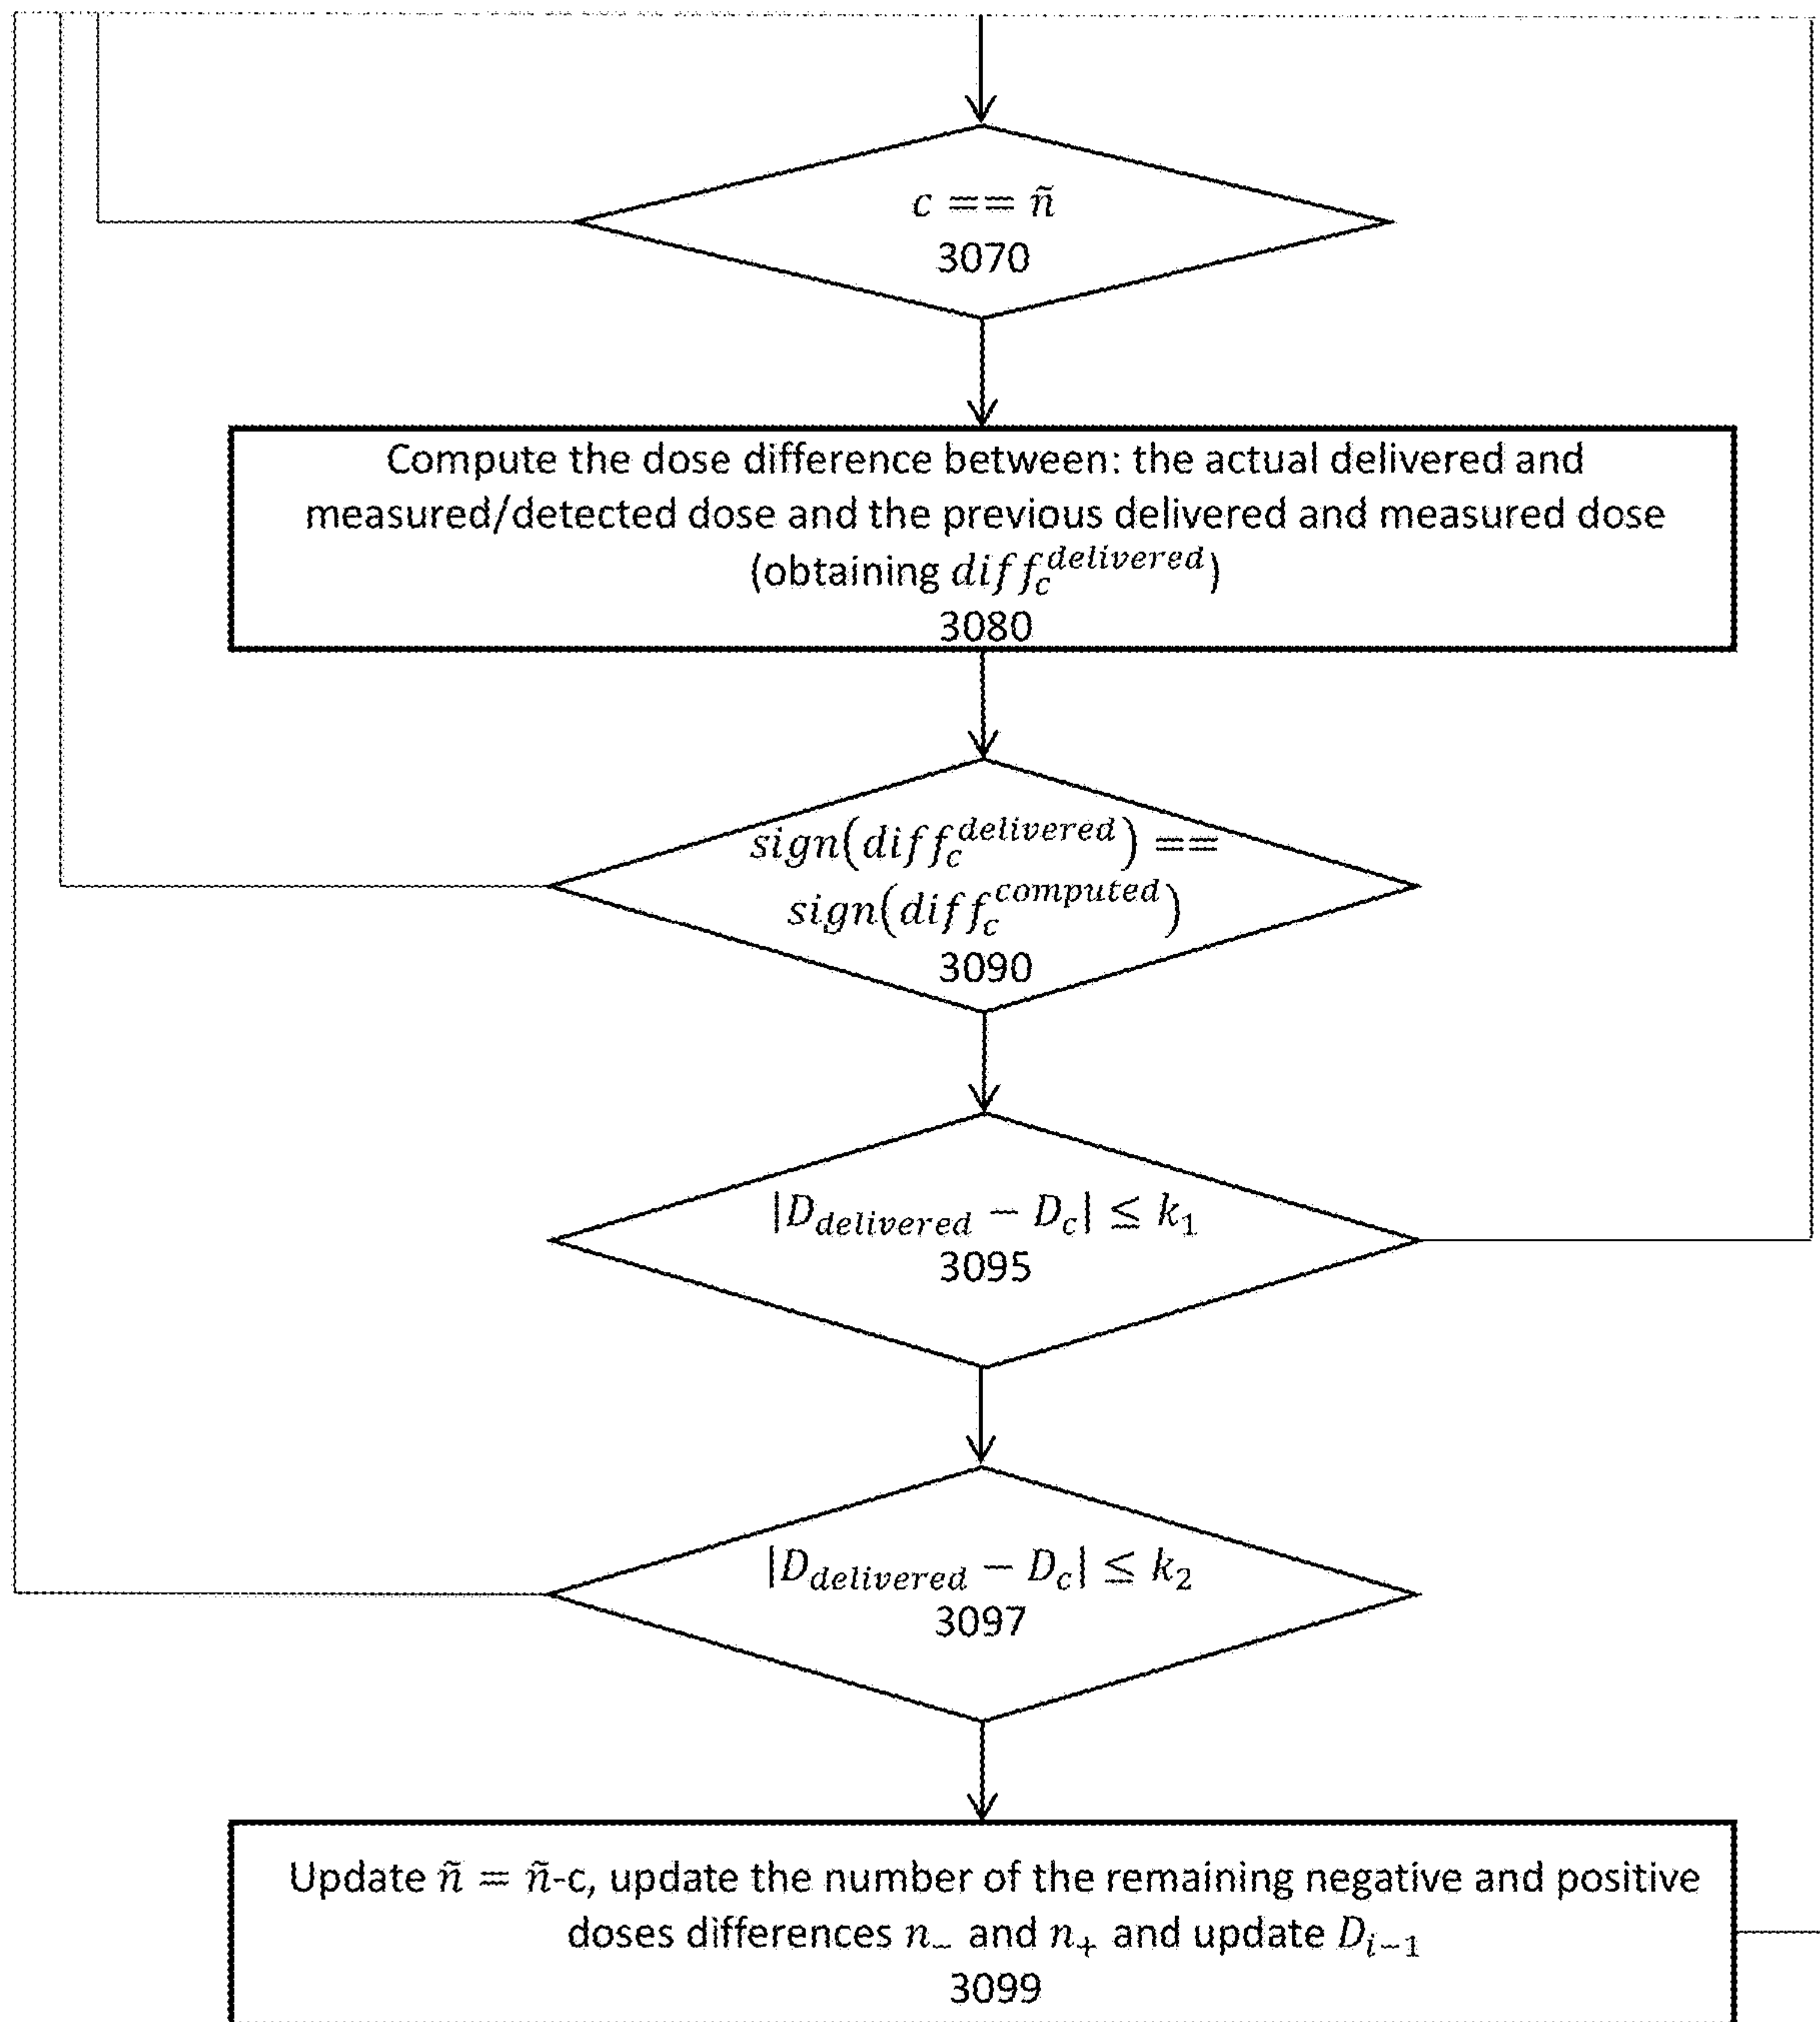 c == ñ
3070
Compute the dose difference between: the actual delivered and
measured/detected dose and the previous delivered and measured dose
(obtaining diff_c^delivered)
3080
sign(diff_c^delivered) ==
sign(diff_c^computed)
3090
|D_delivered − D_c| ≤ k_1
3095
|D_delivered − D_c| ≤ k_2
3097
Update ñ = ñ-c, update the number of the remaining negative and positive
doses differences n_− and n_+ and update D_{i−1}
3099